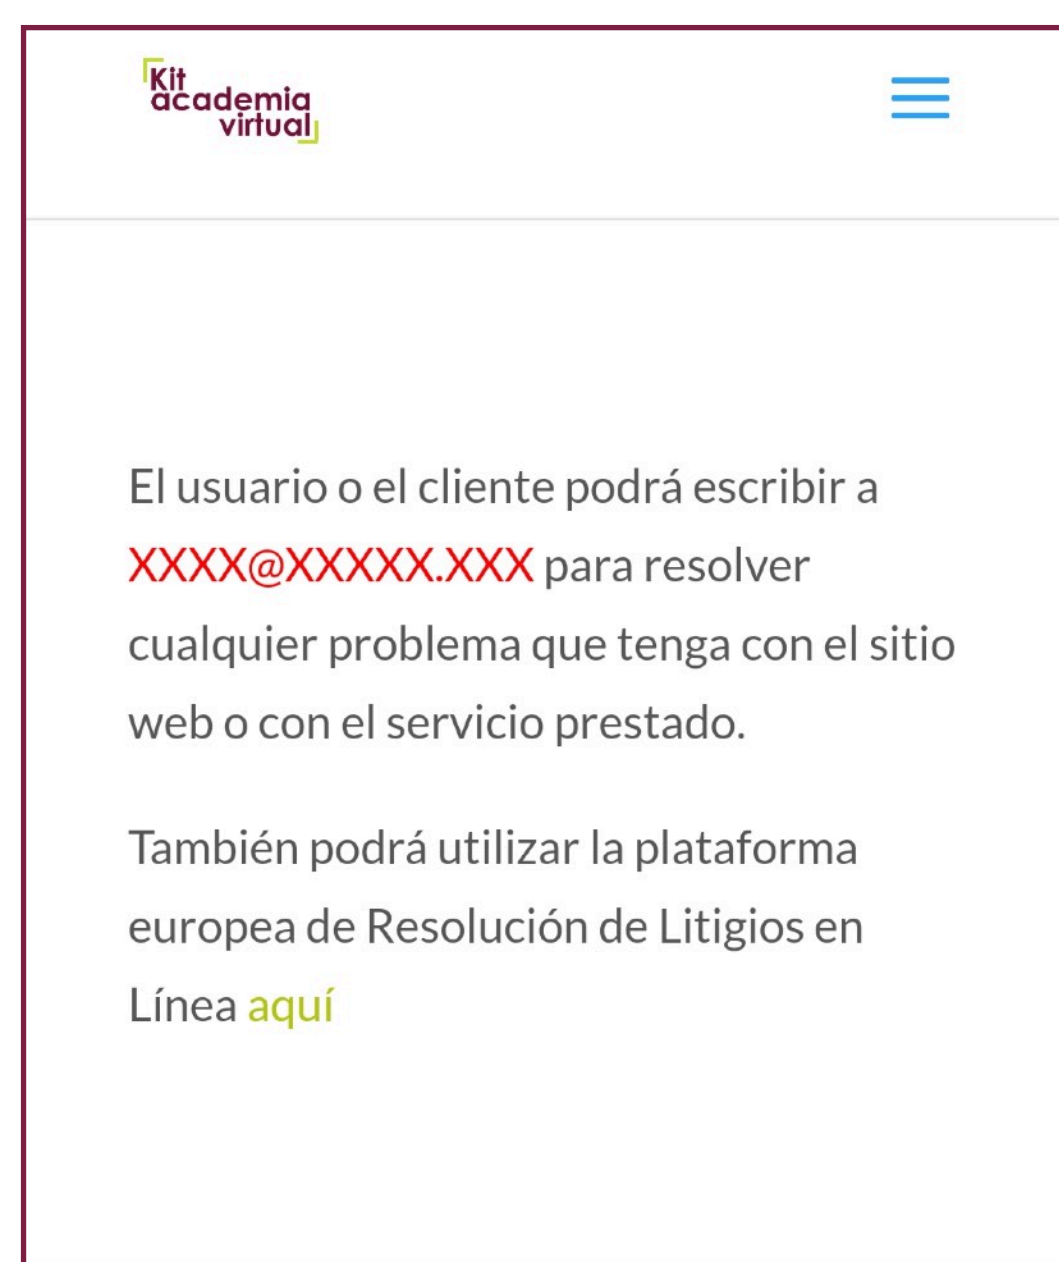 Kit
academia
virtual
El usuario o el cliente podrá escribir a
XXXX@XXXXX.XXX para resolver
cualquier problema que tenga con el sitio
web o con el servicio prestado.
También podrá utilizar la plataforma
europea de Resolución de Litigios en
Línea aquí